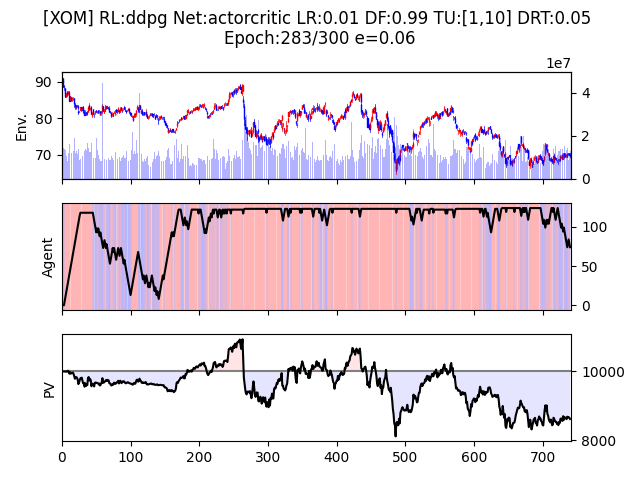 [XOM] RL:ddpg Net:actorcritic LR:0.01 DF:0.99 TU:[1,10] DRT:0.05
Epoch:283/300 e=0.06
1e7
90
80
70
Env.
4
2
0
Agent
100
50
0
PV
10000
8000
0 100 200 300 400 500 600 700